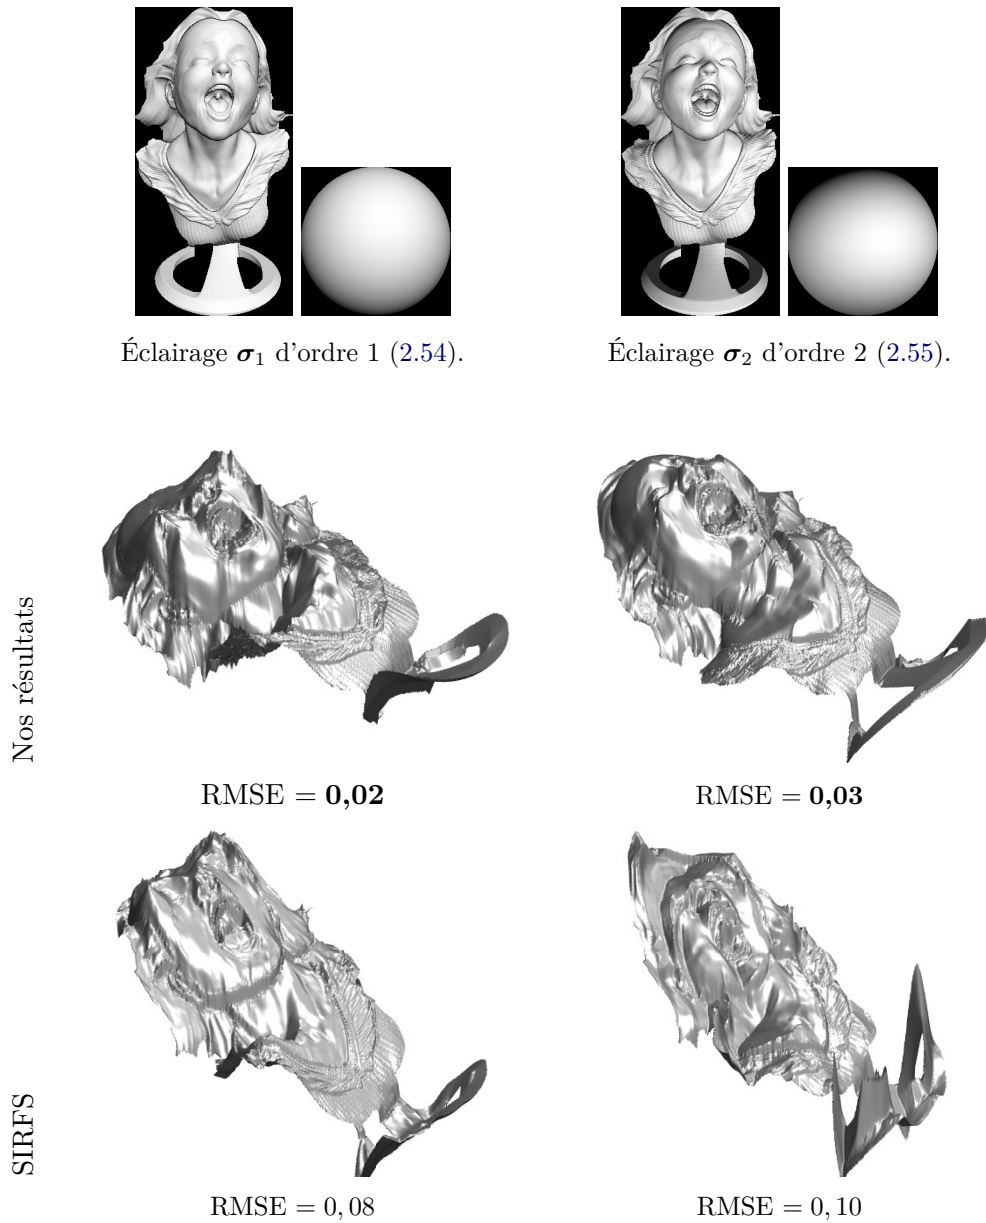 Éclairage σ₁ d'ordre 1 (2.54).
Éclairage σ₂ d'ordre 2 (2.55).
Nos résultats
RMSE = 0,02
RMSE = 0,03
SIRFS
RMSE = 0, 08
RMSE = 0, 10